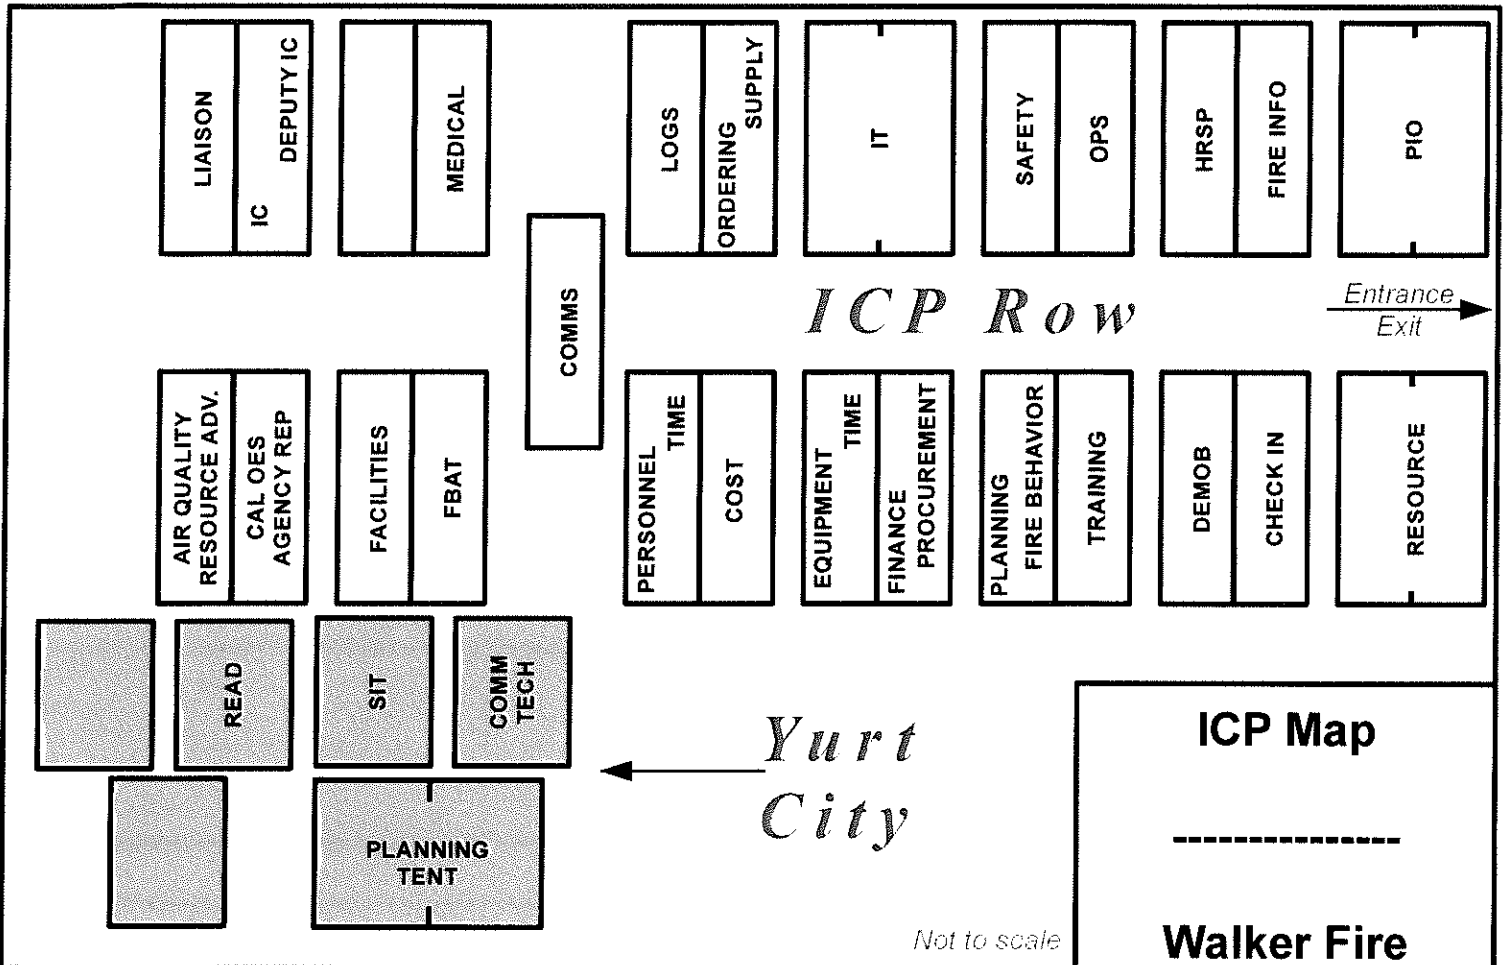 LIAISON
DEPUTY IC
IC
MEDICAL
LOGS
SUPPLY
ORDERING
IT
SAFETY
OPS
HRSP
FIRE INFO
PIO
COMMS
ICP Row
Entrance
Exit
AIR QUALITY
RESOURCE ADV.
CAL OES
AGENCY REP
FACILITIES
FBAT
PERSONNEL
TIME
COST
EQUIPMENT
TIME
FINANCE
PROCUREMENT
PLANNING
FIRE BEHAVIOR
TRAINING
DEMOB
CHECK IN
RESOURCE
READ
SIT
COMM
TECH
PLANNING
TENT
Yurt
City
Not to scale
ICP Map
---------------
Walker Fire